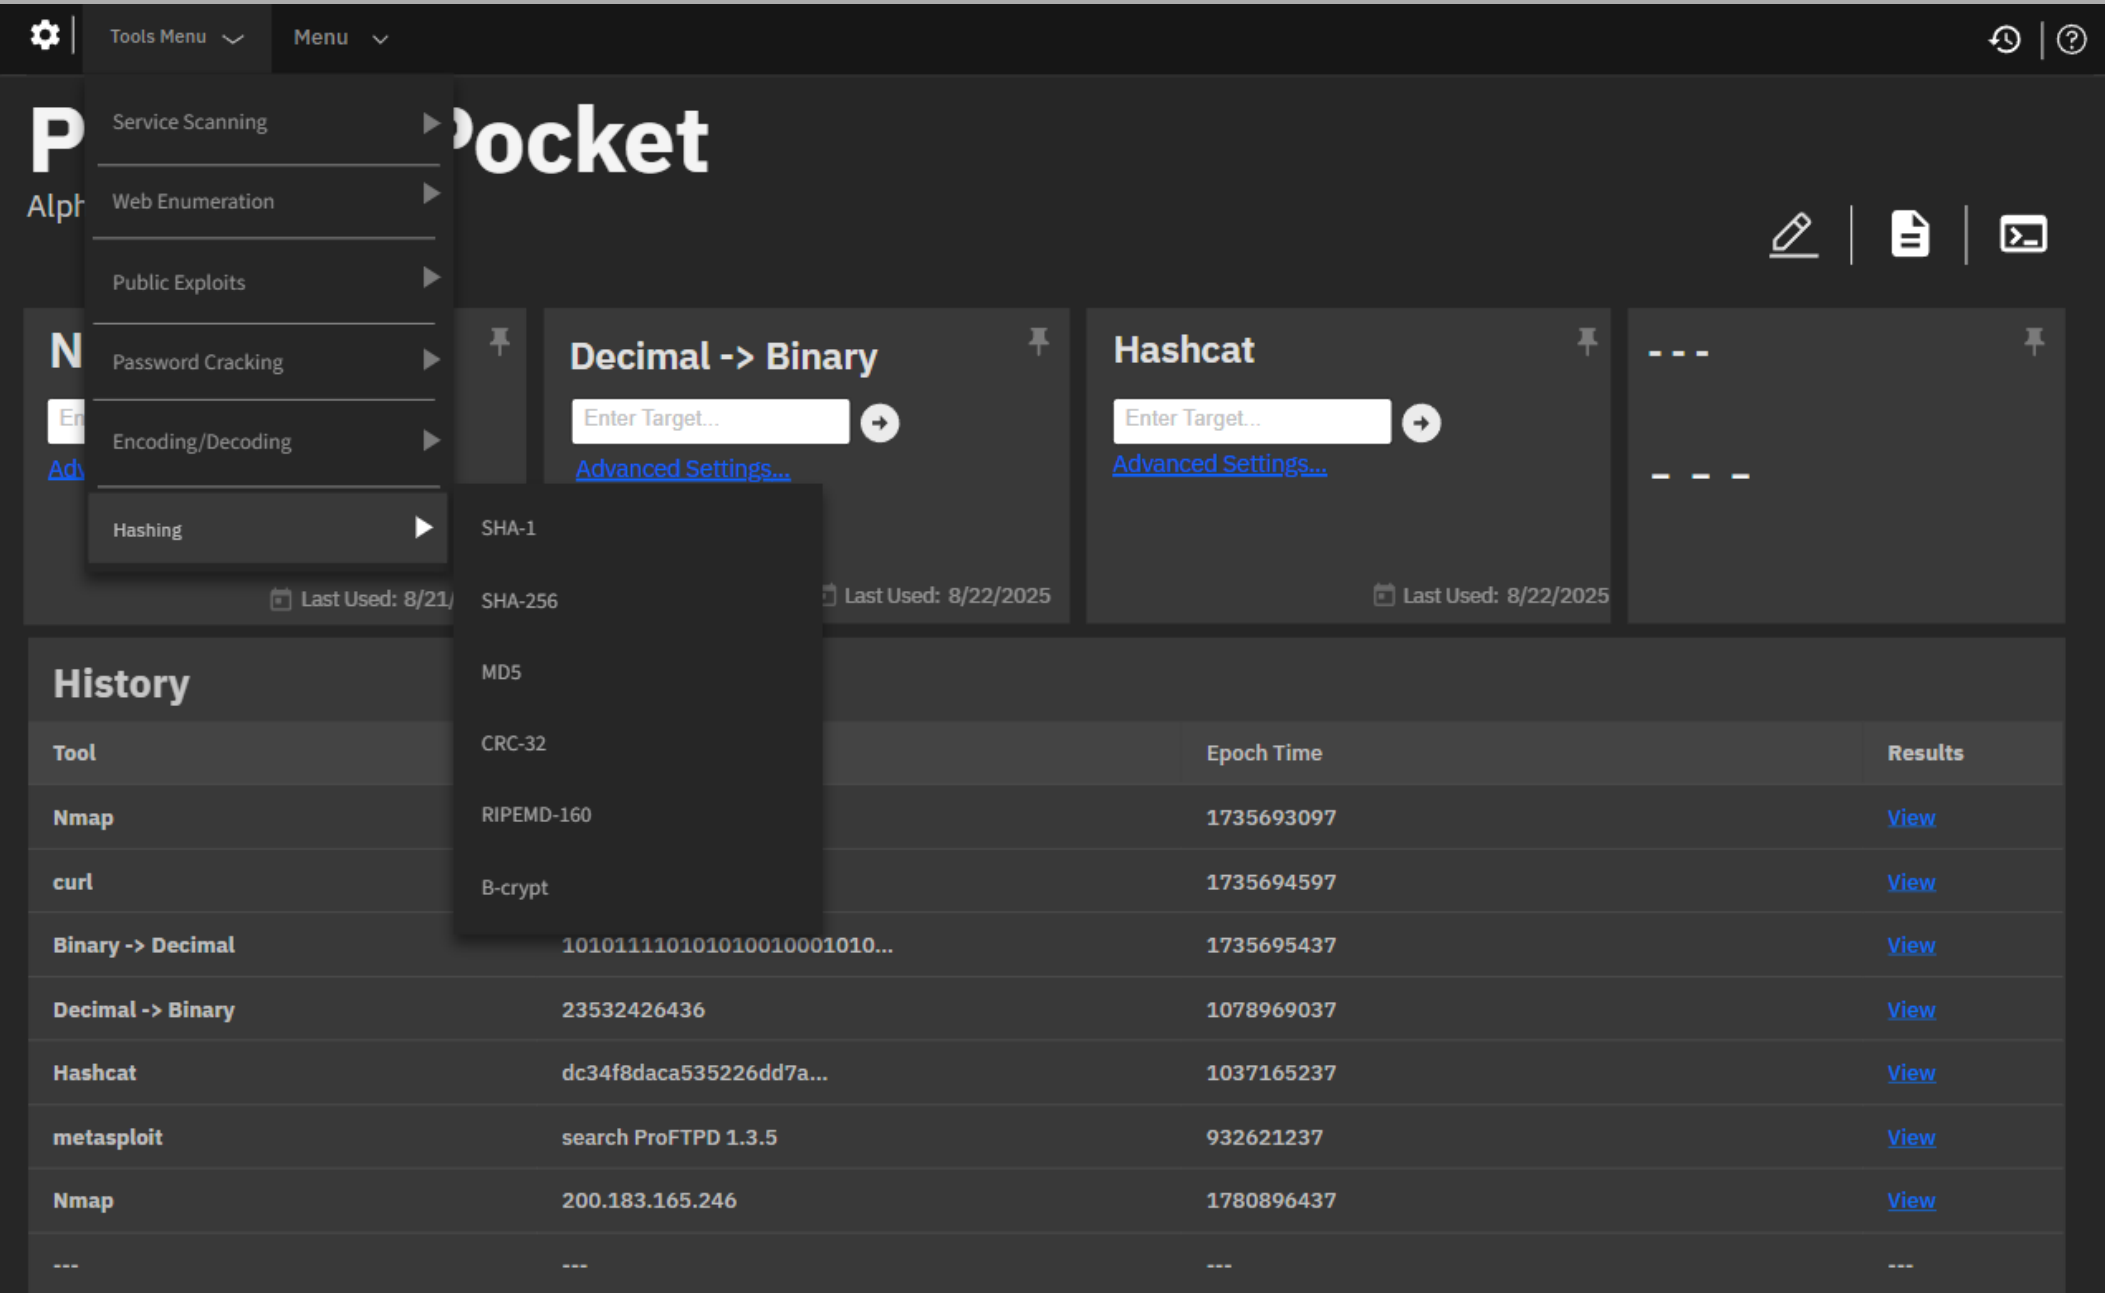 Tools Menu Menu
P Pocket
Alph
Service Scanning
Web Enumeration
Public Exploits
Password Cracking
Encoding/Decoding
Hashing
SHA-1
SHA-256
MD5
CRC-32
RIPEMD-160
B-crypt
N
En
Adv
Last Used: 8/21/
Decimal -> Binary
Enter Target...
Advanced Settings...
Last Used: 8/22/2025
Hashcat
Enter Target...
Advanced Settings...
Last Used: 8/22/2025
---
- - -
History
Tool Epoch Time Results
Nmap 1735693097 View
curl 1735694597 View
Binary -> Decimal 101011110101010010001010... 1735695437 View
Decimal -> Binary 23532426436 1078969037 View
Hashcat dc34f8daca535226dd7a... 1037165237 View
metasploit search ProFTPD 1.3.5 932621237 View
Nmap 200.183.165.246 1780896437 View
--- --- --- ---